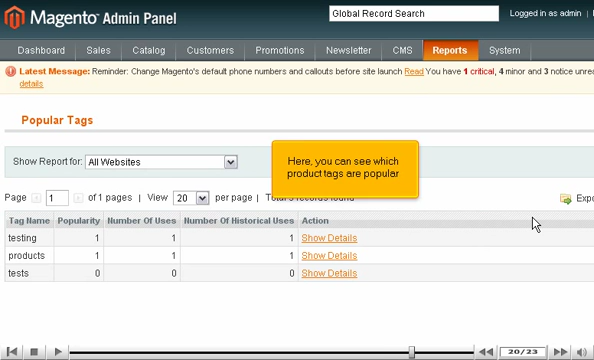 Magento Admin Panel
Global Record Search
Logged in as admin
Dashboard Sales Catalog Customers Promotions Newsletter CMS Reports System
Latest Message: Reminder: Change Magento's default phone numbers and callouts before site launch Read You have 1 critical, 4 minor and 3 notice
details
Popular Tags
Show Report for: All Websites
Here, you can see which
product tags are popular
Page 1 of 1 pages | View 20 per page | records found
Tag Name Popularity Number Of Uses Number Of Historical Uses Action
testing 1 1 1 Show Details
products 1 1 1 Show Details
tests 0 0 0 Show Details
20/23